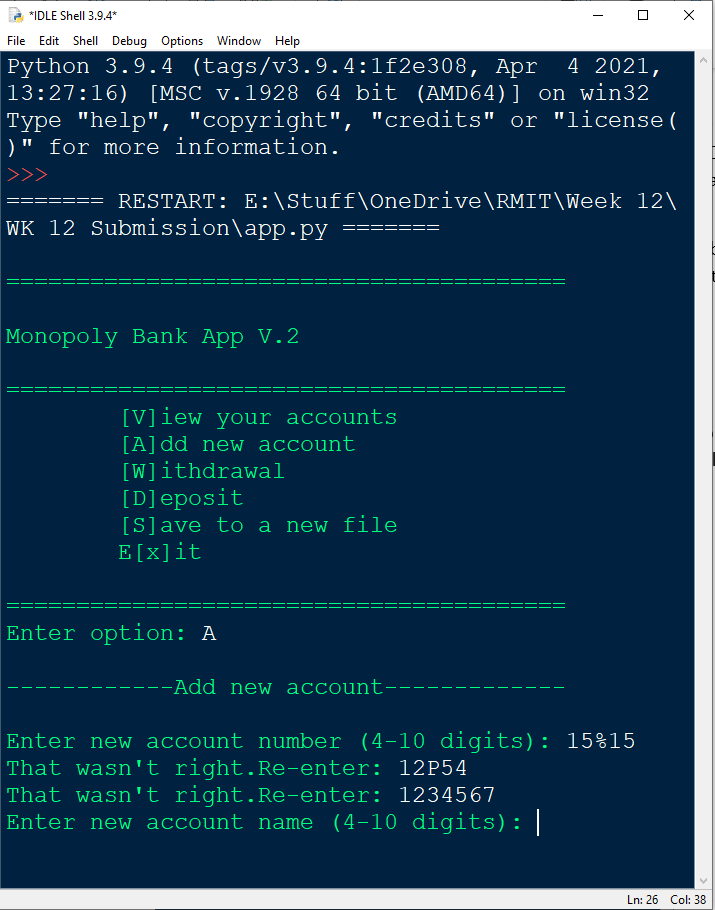 *IDLE Shell 3.9.4*
File Edit Shell Debug Options Window Help
Python 3.9.4 (tags/v3.9.4:1f2e308, Apr  4 2021,
13:27:16) [MSC v.1928 64 bit (AMD64)] on win32
Type "help", "copyright", "credits" or "license(
)" for more information.
>>>
======= RESTART: E:\Stuff\OneDrive\RMIT\Week 12\
WK 12 Submission\app.py =======
========================================
Monopoly Bank App V.2
========================================
[V]iew your accounts
[A]dd new account
[W]ithdrawal
[D]eposit
[S]ave to a new file
E[x]it
========================================
Enter option: A
------------Add new account-------------
Enter new account number (4-10 digits): 15%15
That wasn't right.Re-enter: 12P54
That wasn't right.Re-enter: 1234567
Enter new account name (4-10 digits):
Ln: 26 Col: 38